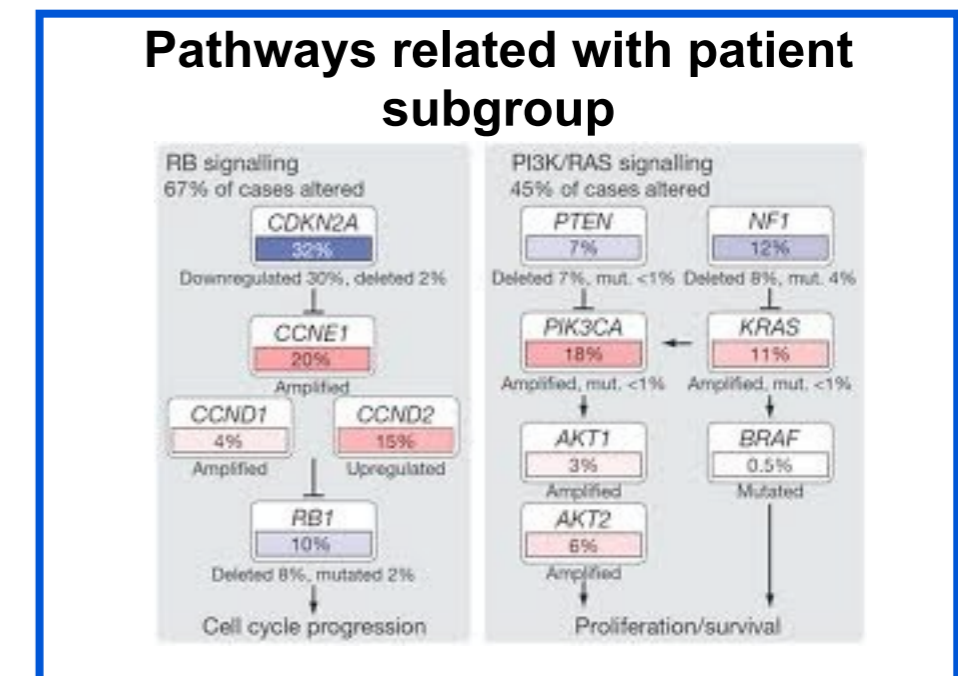 Pathways related with patient
subgroup
RB signalling
67% of cases altered
CDKN2A
32%
Downregulated 30%, deleted 2%
CCNE1
20%
Amplified
CCND1
4%
Amplified
CCND2
15%
Upregulated
RB1
10%
Deleted 8%, mutated 2%
Cell cycle progression
PI3K/RAS signalling
45% of cases altered
PTEN
7%
Deleted 7%, mut. <1%
NF1
12%
Deleted 8%, mut. 4%
PIK3CA
18%
Amplified, mut. <1%
KRAS
11%
Amplified, mut. <1%
AKT1
3%
Amplified
BRAF
0.5%
Mutated
AKT2
6%
Amplified
Proliferation/survival